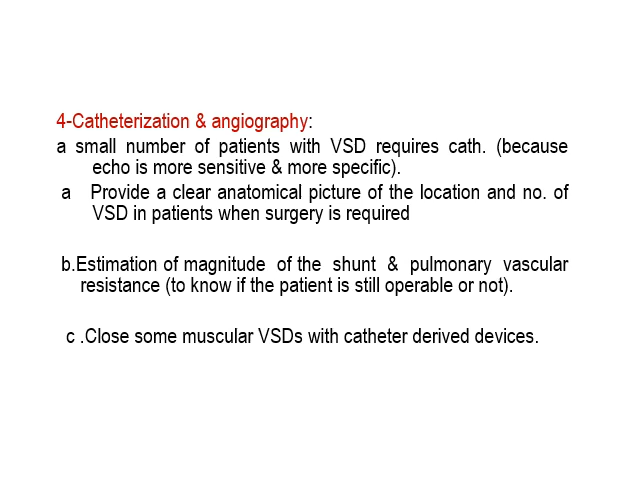 4-Catheterization & angiography:
a small number of patients with VSD requires cath. (because
echo is more sensitive & more specific).
a Provide a clear anatomical picture of the location and no. of
VSD in patients when surgery is required
b.Estimation of magnitude of the shunt & pulmonary vascular
resistance (to know if the patient is still operable or not).
c .Close some muscular VSDs with catheter derived devices.